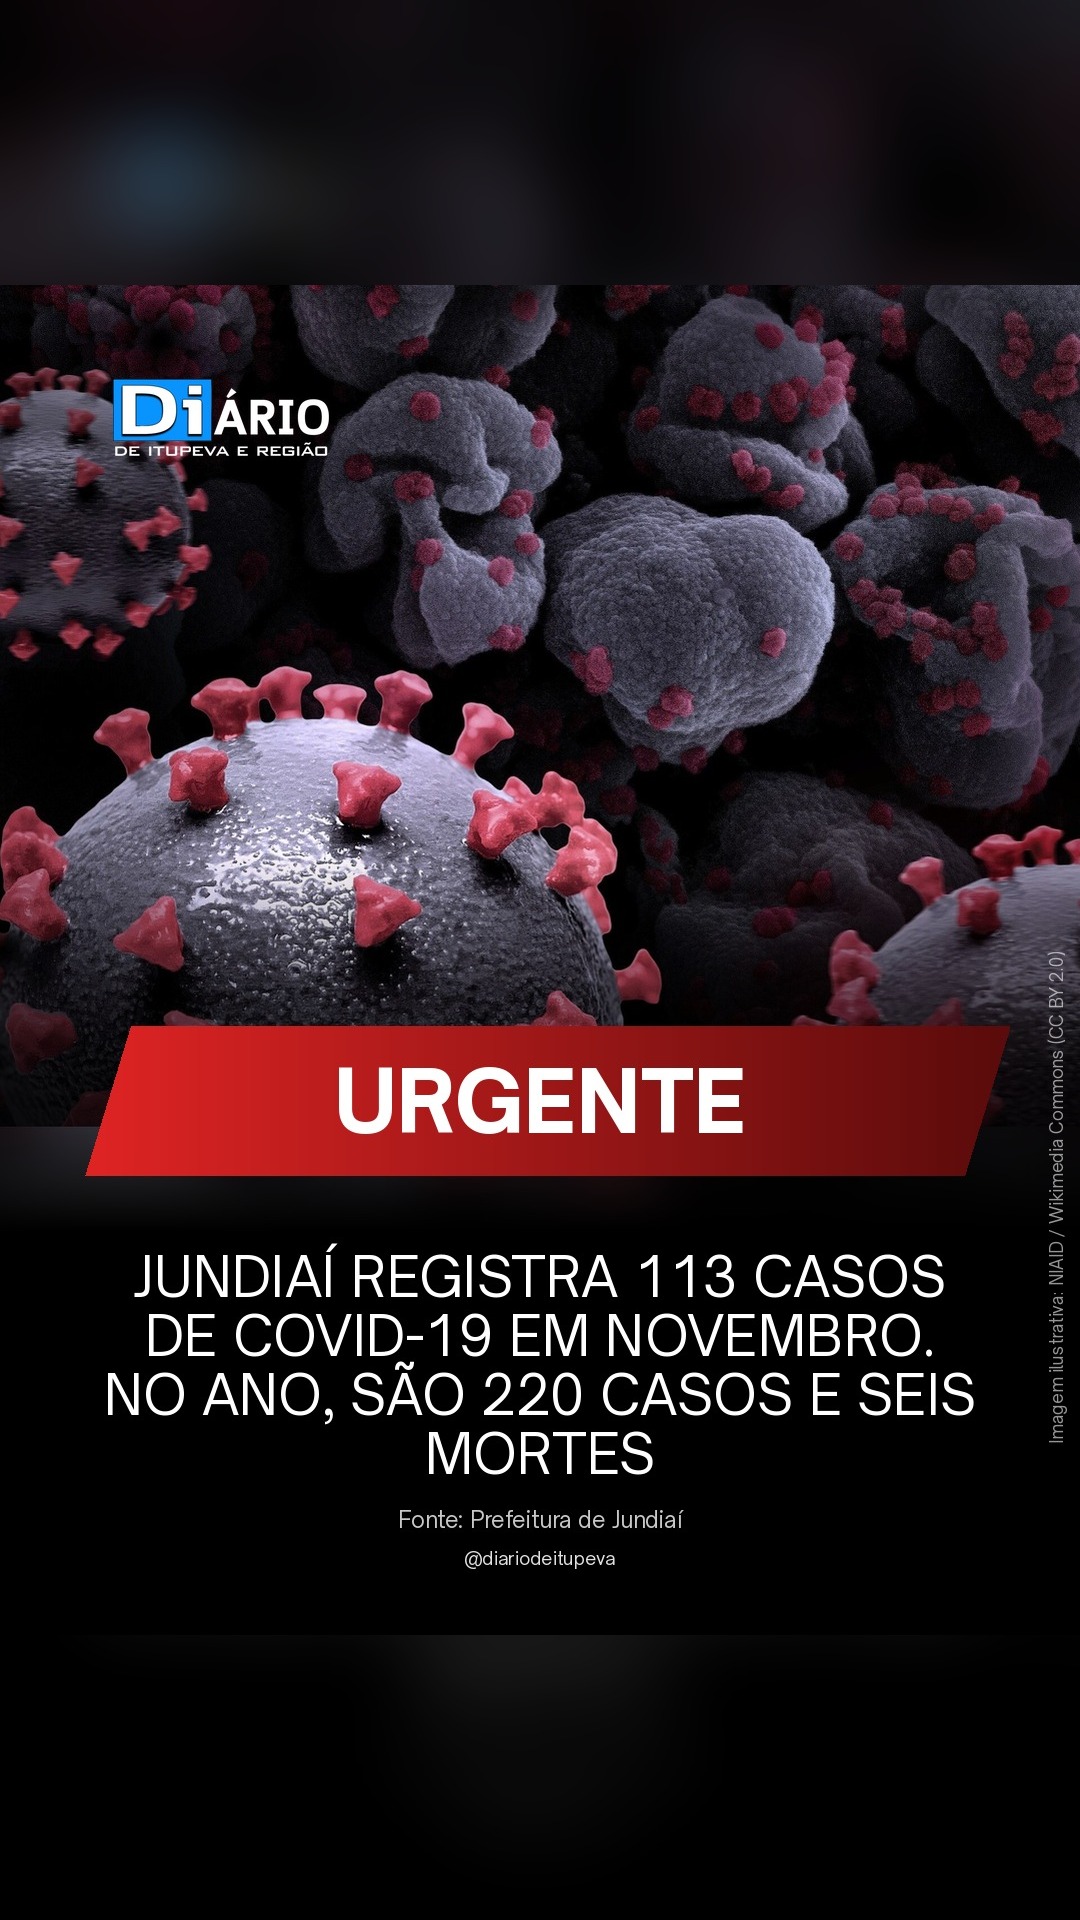 DiÁRIO
DE ITUPEVA E REGIÃO
URGENTE
JUNDIAÍ REGISTRA 113 CASOS
DE COVID-19 EM NOVEMBRO.
NO ANO, SÃO 220 CASOS E SEIS
MORTES
Fonte: Prefeitura de Jundiaí
@diariodeitupeva
Imagem ilustrativa: NIAID / Wikimedia Commons (CC BY 2.0)